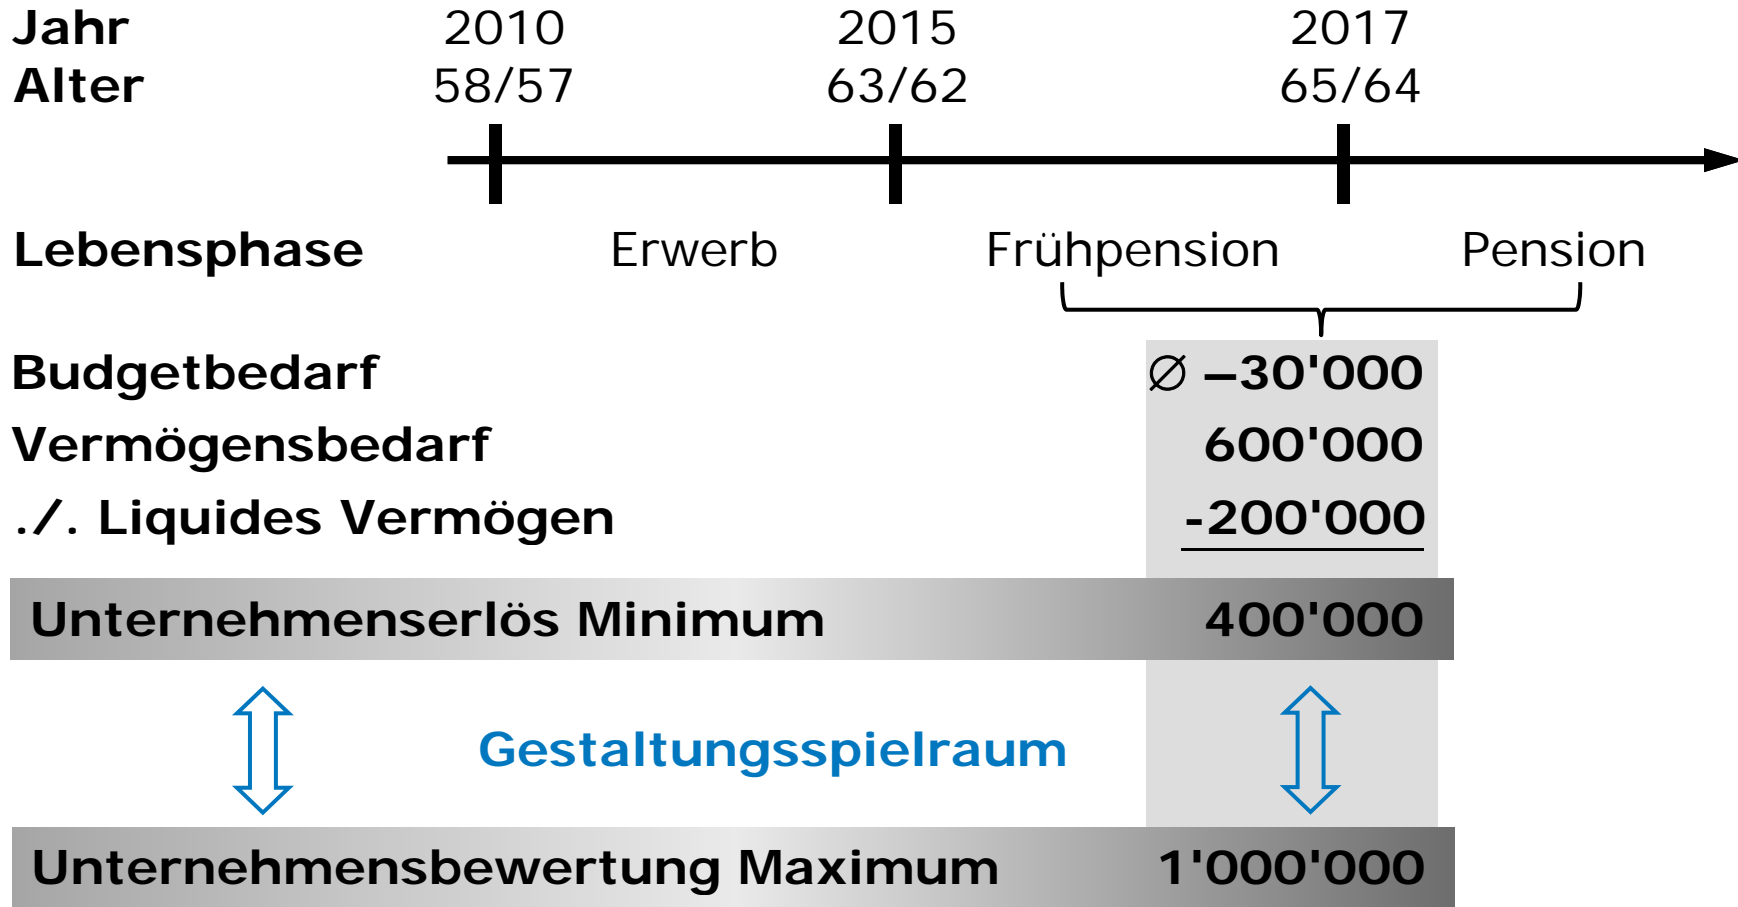 Jahr 2010 2015 2017
Alter 58/57 63/62 65/64
Lebensphase Erwerb Frühpension Pension
Budgetbedarf ∅ –30'000
Vermögensbedarf 600'000
./. Liquides Vermögen -200'000
Unternehmenserlös Minimum 400'000
Gestaltungsspielraum
Unternehmensbewertung Maximum 1'000'000